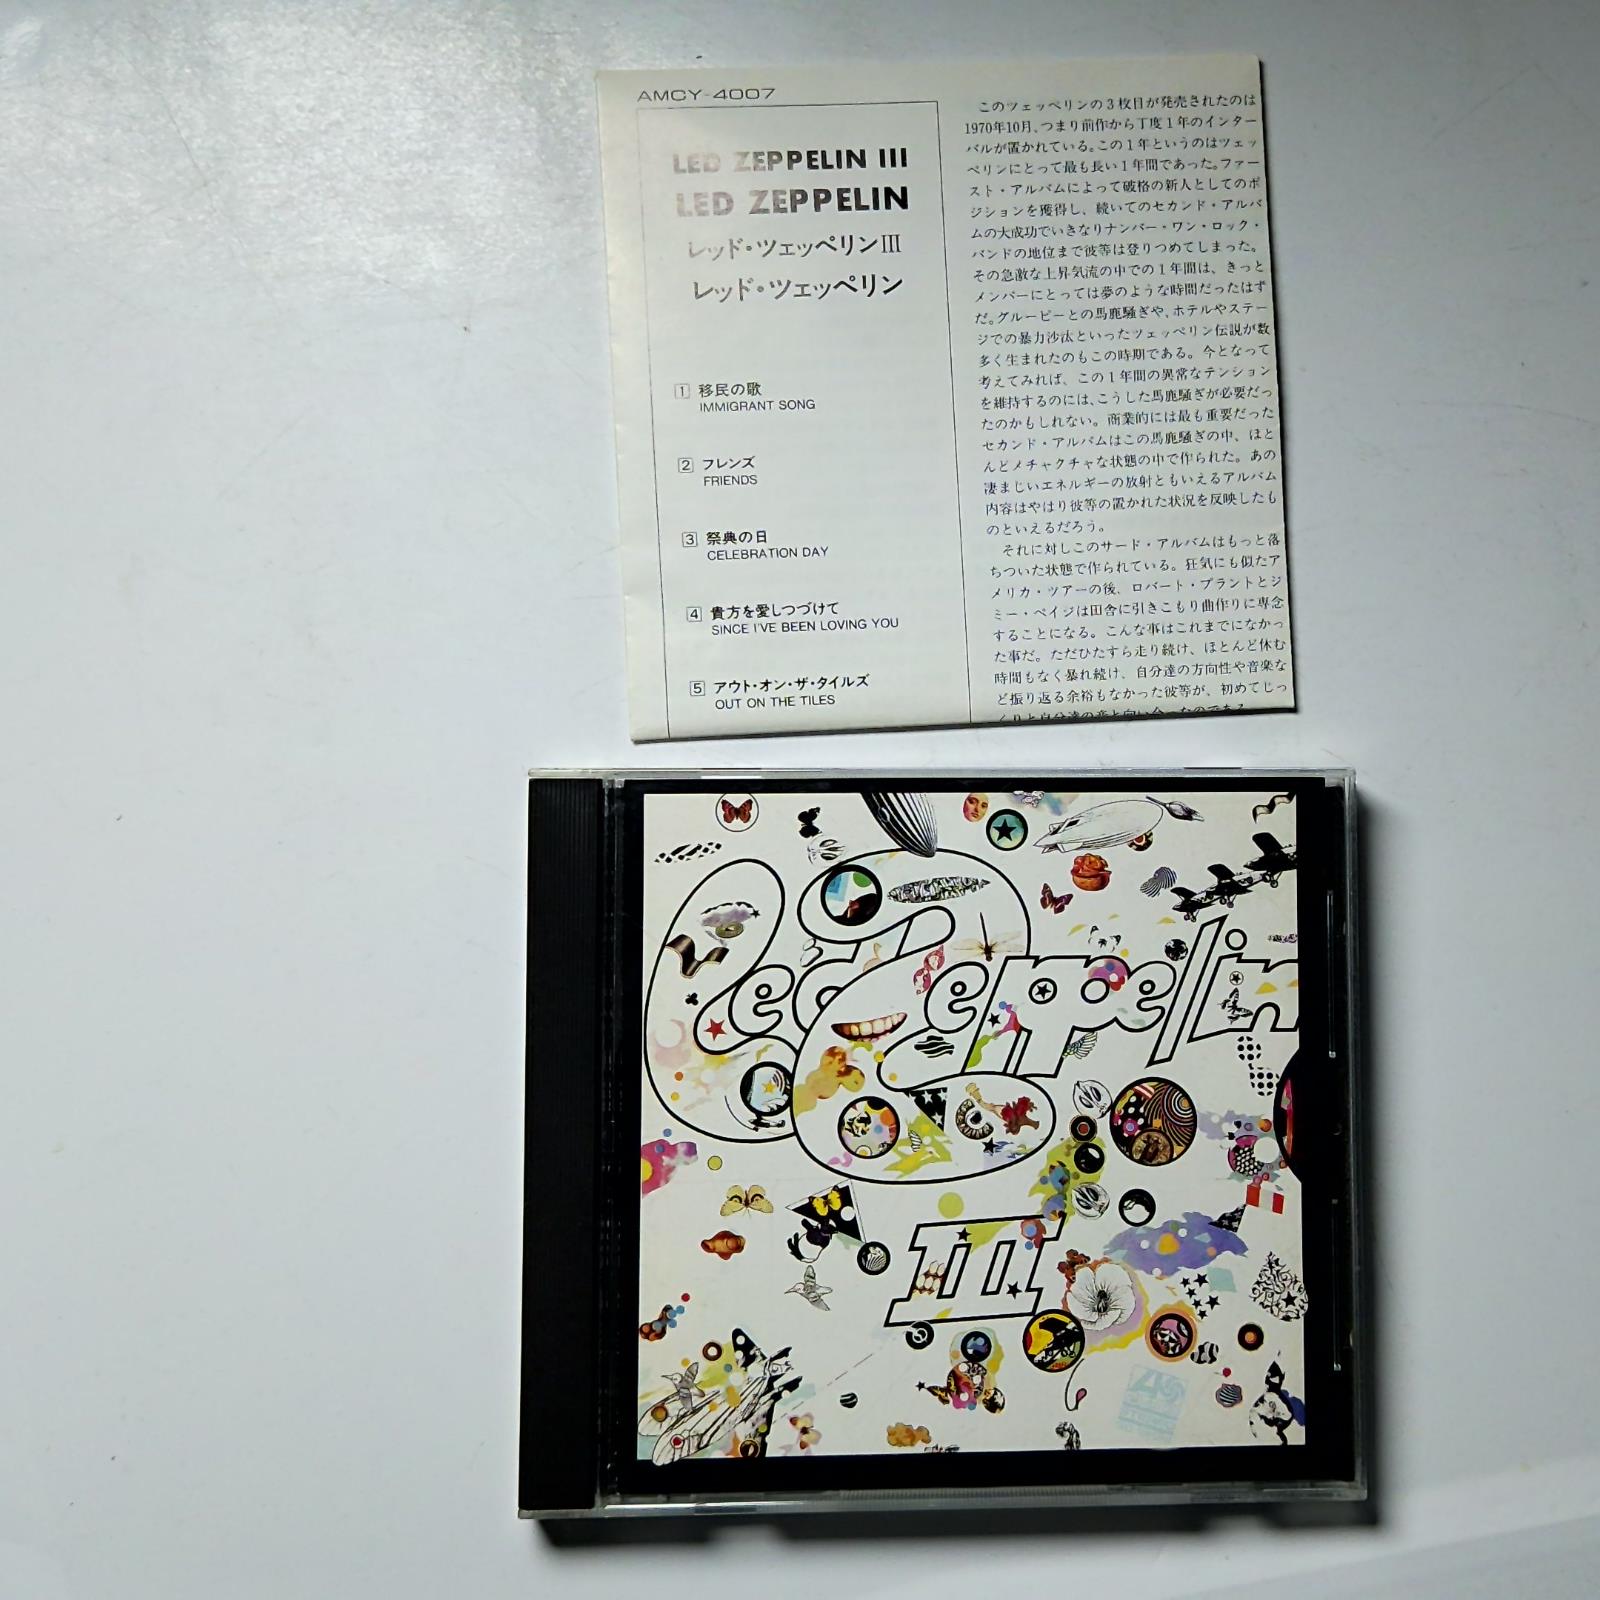 AMCY-4007
LED ZEPPELIN III
LED ZEPPELIN
レッド・ツェッペリンIII
レッド・ツェッペリン
1 移民の歌
IMMIGRANT SONG
2 フレンズ
FRIENDS
3 祭典の日
CELEBRATION DAY
4 貴方を愛しつづけて
SINCE I'VE BEEN LOVING YOU
5 アウト・オン・ザ・タイルズ
OUT ON THE TILES
このツェッペリンの3枚目が発売されたのは
1970年10月、つまり前作から丁度1年のインター
バルが置かれている。この1年というのはツェッ
ペリンにとって最も長い1年間であった。ファー
スト・アルバムによって破格の新人としてのポ
ジションを獲得し、続いてのセカンド・アルバ
ムの大成功でいきなりナンバー・ワン・ロック・
バンドの地位まで彼等は登りつめてしまった。
その急激な上昇気流の中での1年間は、きっと
メンバーにとっては夢のような時間だったはず
だ。グルーピーとの馬鹿騒ぎや、ホテルやステー
ジでの暴力沙汰といったツェッペリン伝説が数
多く生まれたのもこの時期である。今となって
考えてみれば、この1年間の異常なテンション
を維持するのには、こうした馬鹿騒ぎが必要だっ
たのかもしれない。商業的には最も重要だった
セカンド・アルバムはこの馬鹿騒ぎの中、ほと
んどメチャクチャな状態の中で作られた。あの
凄まじいエネルギーの放射ともいえるアルバム
内容はやはり彼等の置かれた状況を反映したも
のといえるだろう。
それに対しこのサード・アルバムはもっと落
ちついた状態で作られている。狂気にも似たア
メリカ・ツアーの後、ロバート・プラントとジ
ミー・ペイジは田舎に引きこもり曲作りに専念
することになる。こんな事はこれまでになかっ
た事だ。ただひたすら走り続け、ほとんど休む
時間もなく暴れ続け、自分達の方向性や音楽な
ど振り返る余裕もなかった彼等が、初めてじっ
くりと自分達の音と向い合ったのである
Led Zeppelin
III